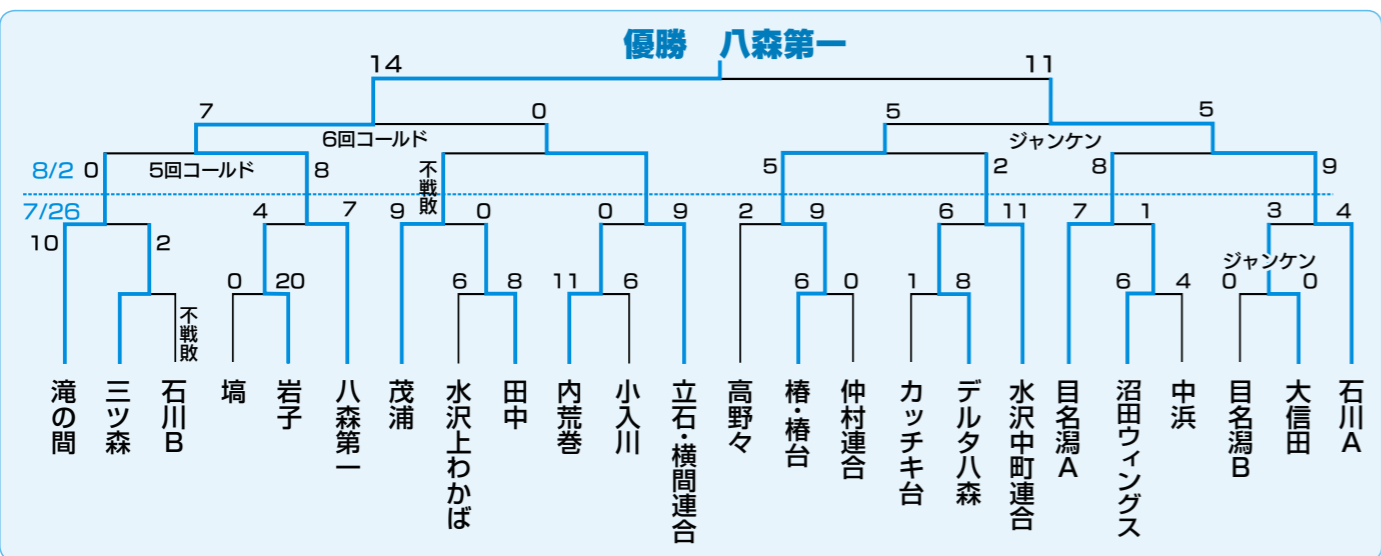 優勝 八森第一
14 11
7 0 5 5
6回コールド ジャンケン
8/2 0 5回コールド 8 不戦敗 5 2 8 9
7/26 4 7 9 0 0 9 2 9 6 11 7 1 3 4
10 2
ジャンケン
0 20 6 8 11 6 6 0 1 8 6 4 0 0
不戦敗
滝の間
三ツ森
石川B
塙
岩子
八森第一
茂浦
水沢上わかば
田中
内荒巻
小入川
立石・横間連合
高野々
椿・椿台
仲村連合
カッチキ台
デルタ八森
水沢中町連合
目名潟A
沼田ウィングス
中浜
目名潟B
大信田
石川A